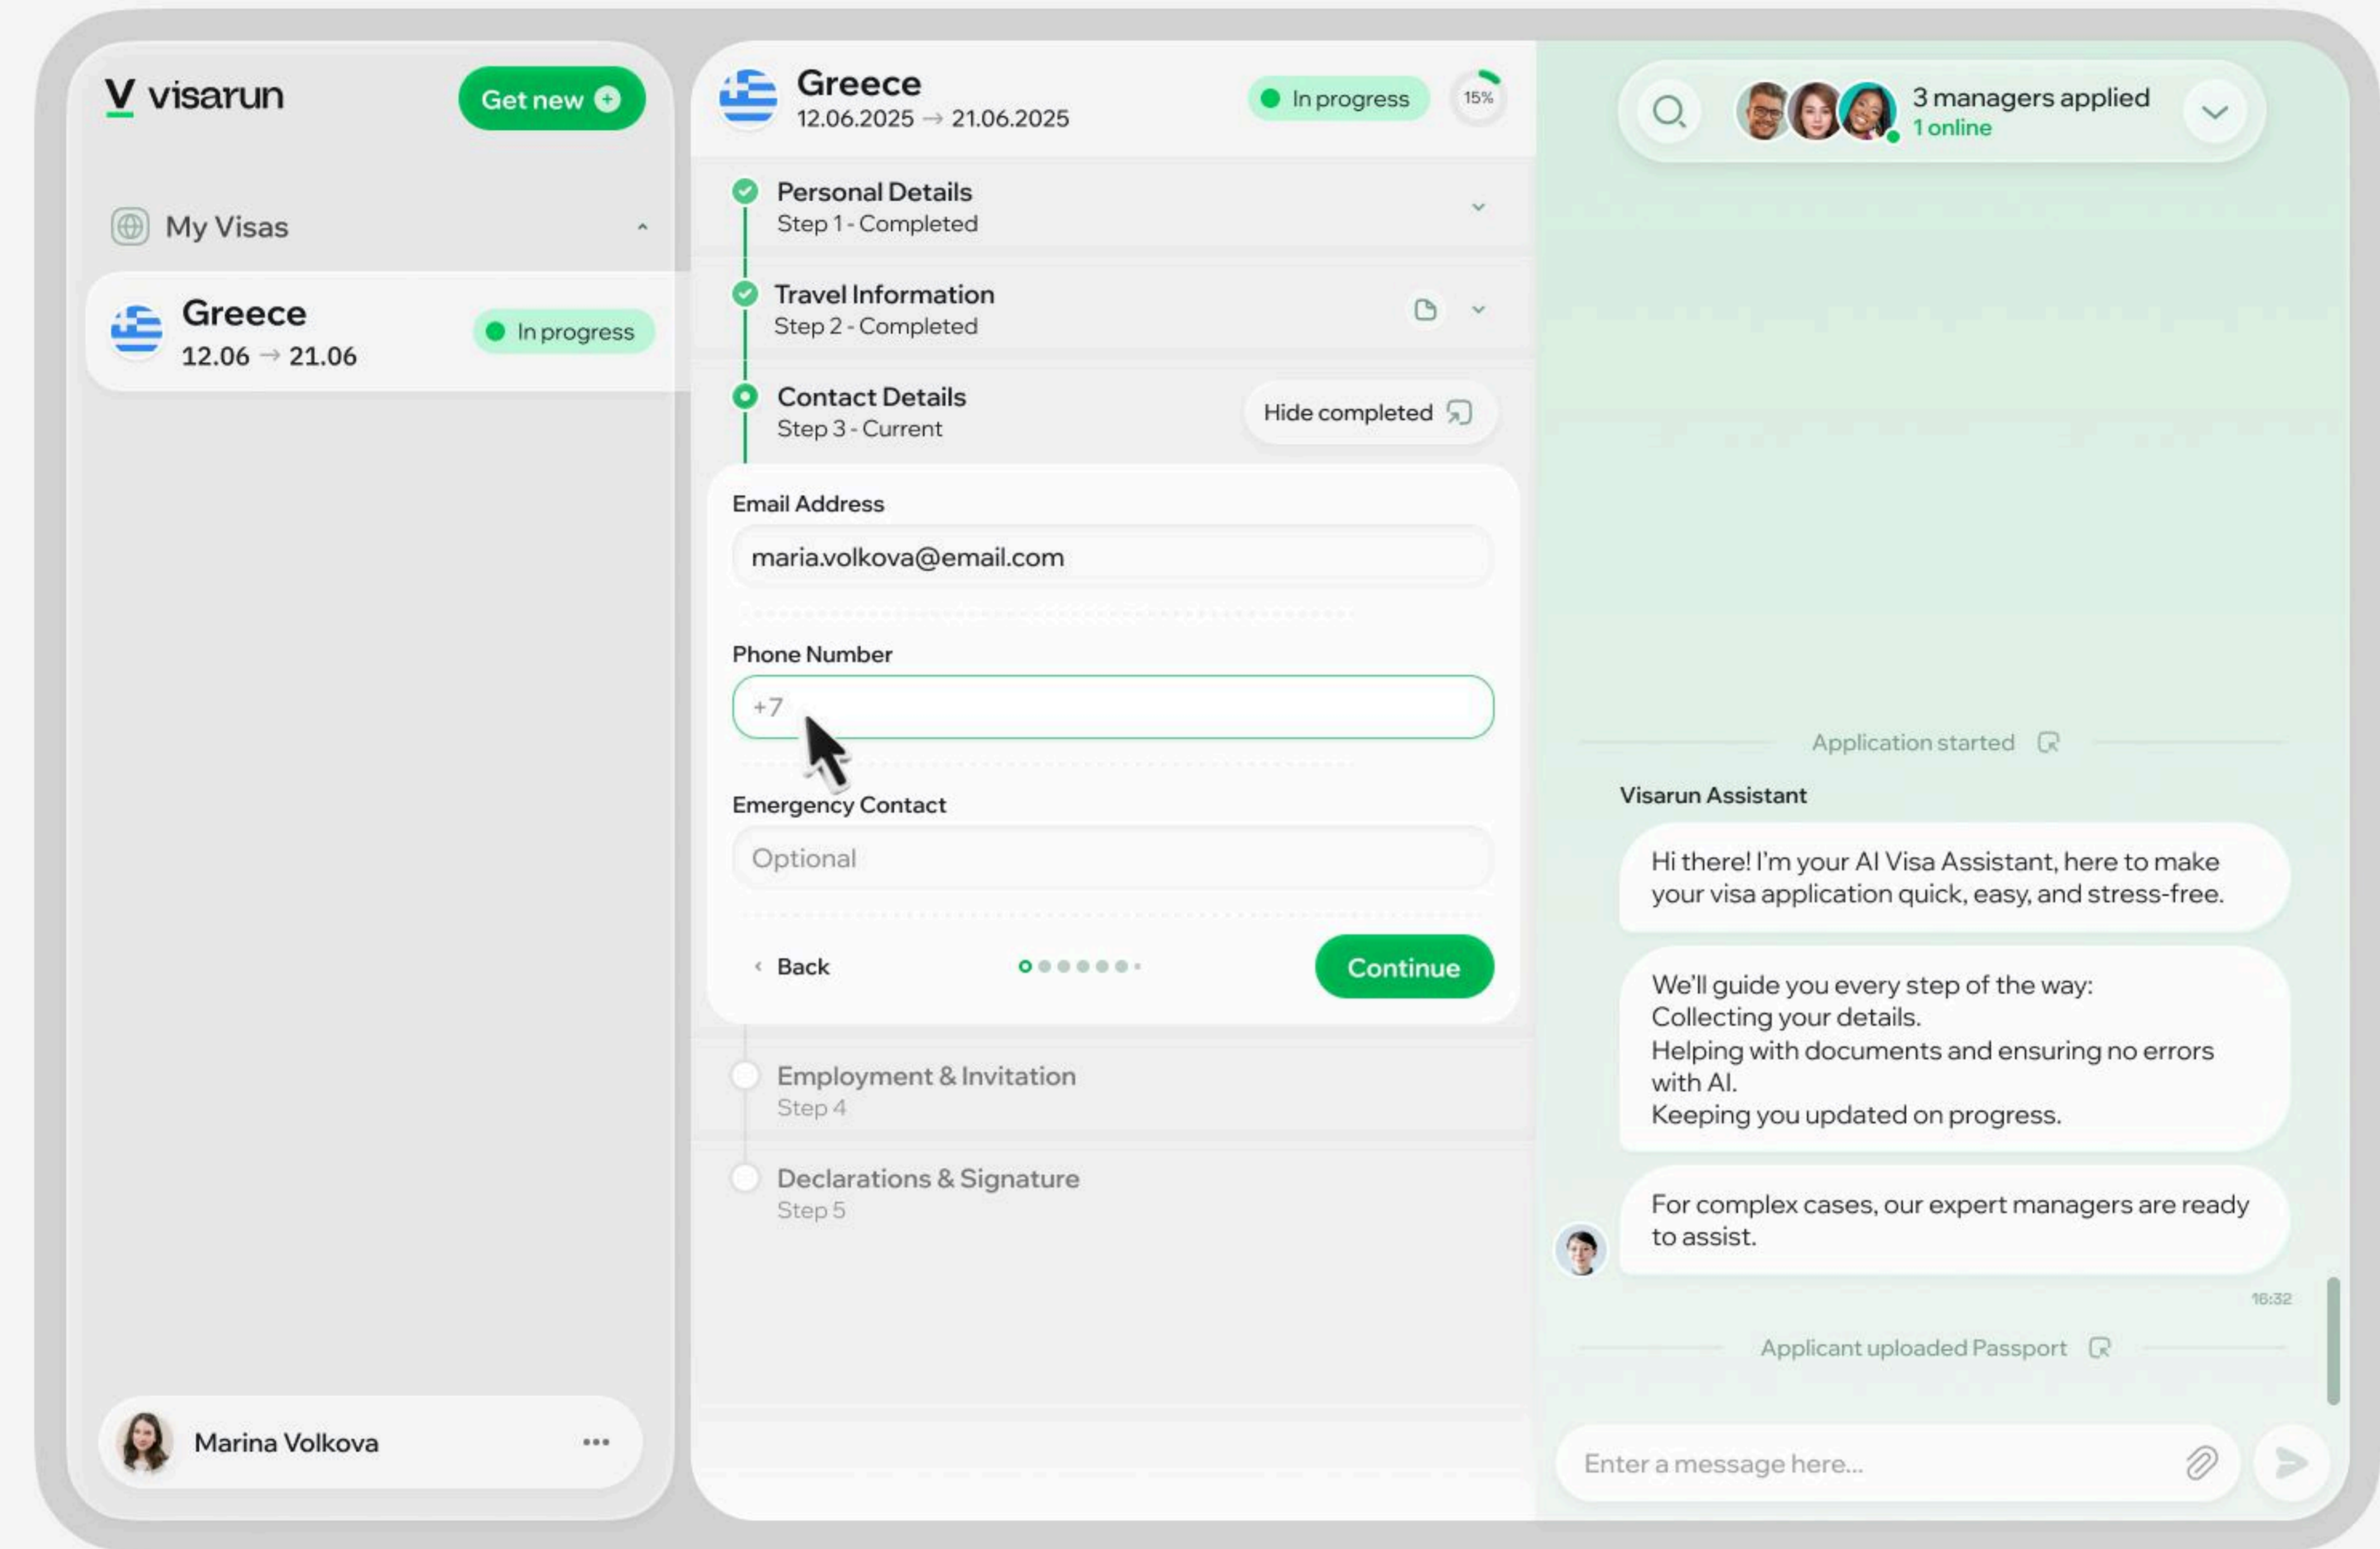 V visarun
Get new
My Visas
Greece
12.06 → 21.06
In progress
Marina Volkova
Greece
12.06.2025 → 21.06.2025
In progress
15%
Personal Details
Step 1 - Completed
Travel Information
Step 2 - Completed
Contact Details
Step 3 - Current
Hide completed
Email Address
maria.volkova@email.com
Phone Number
+7
Emergency Contact
Optional
Back
Continue
Employment & Invitation
Step 4
Declarations & Signature
Step 5
3 managers applied
1 online
Application started
Visarun Assistant
Hi there! I'm your AI Visa Assistant, here to make
your visa application quick, easy, and stress-free.
We'll guide you every step of the way:
Collecting your details.
Helping with documents and ensuring no errors
with AI.
Keeping you updated on progress.
For complex cases, our expert managers are ready
to assist.
16:32
Applicant uploaded Passport
Enter a message here...